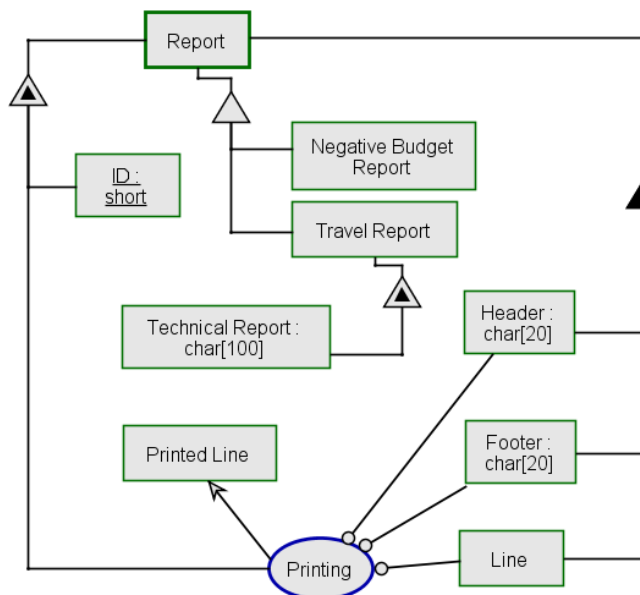 Report
Negative Budget
Report
ID :
short
Travel Report
Technical Report :
char[100]
Header :
char[20]
Printed Line
Footer :
char[20]
Printing
Line